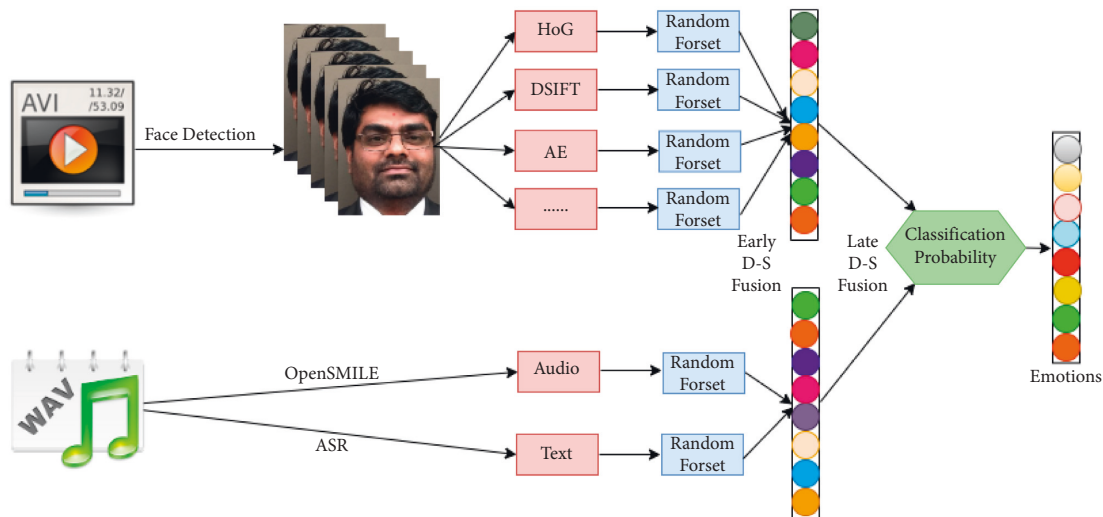 AVI
11.32/
/53.09
Face Detection
HoG
Random
Forset
DSIFT
Random
Forset
AE
Random
Forset
......
Random
Forset
Early
D-S
Fusion
Late
D-S
Fusion
Classification
Probability
Emotions
WAV
OpenSMILE
ASR
Audio
Random
Forset
Text
Random
Forset